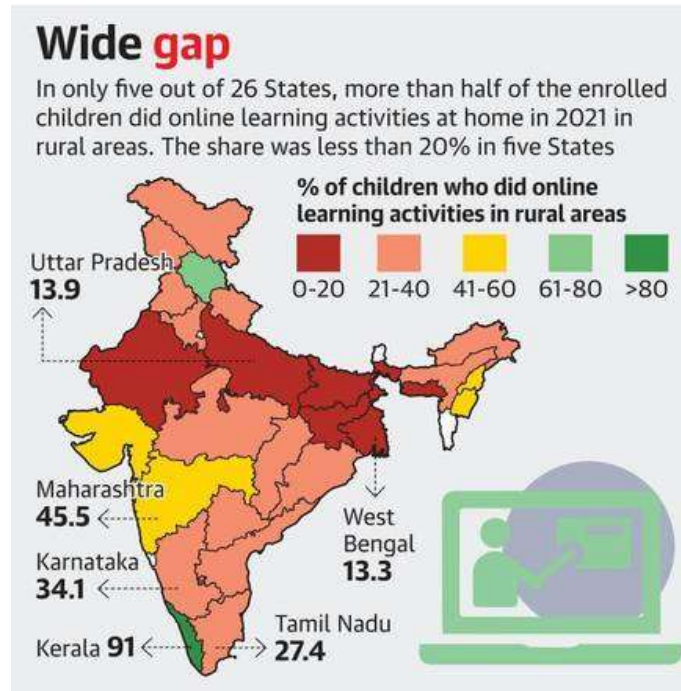 Wide gap
In only five out of 26 States, more than half of the enrolled
children did online learning activities at home in 2021 in
rural areas. The share was less than 20% in five States
% of children who did online
learning activities in rural areas
0-20 21-40 41-60 61-80 >80
Uttar Pradesh
13.9
Maharashtra
45.5
Karnataka
34.1
Kerala 91
West
Bengal
13.3
Tamil Nadu
27.4